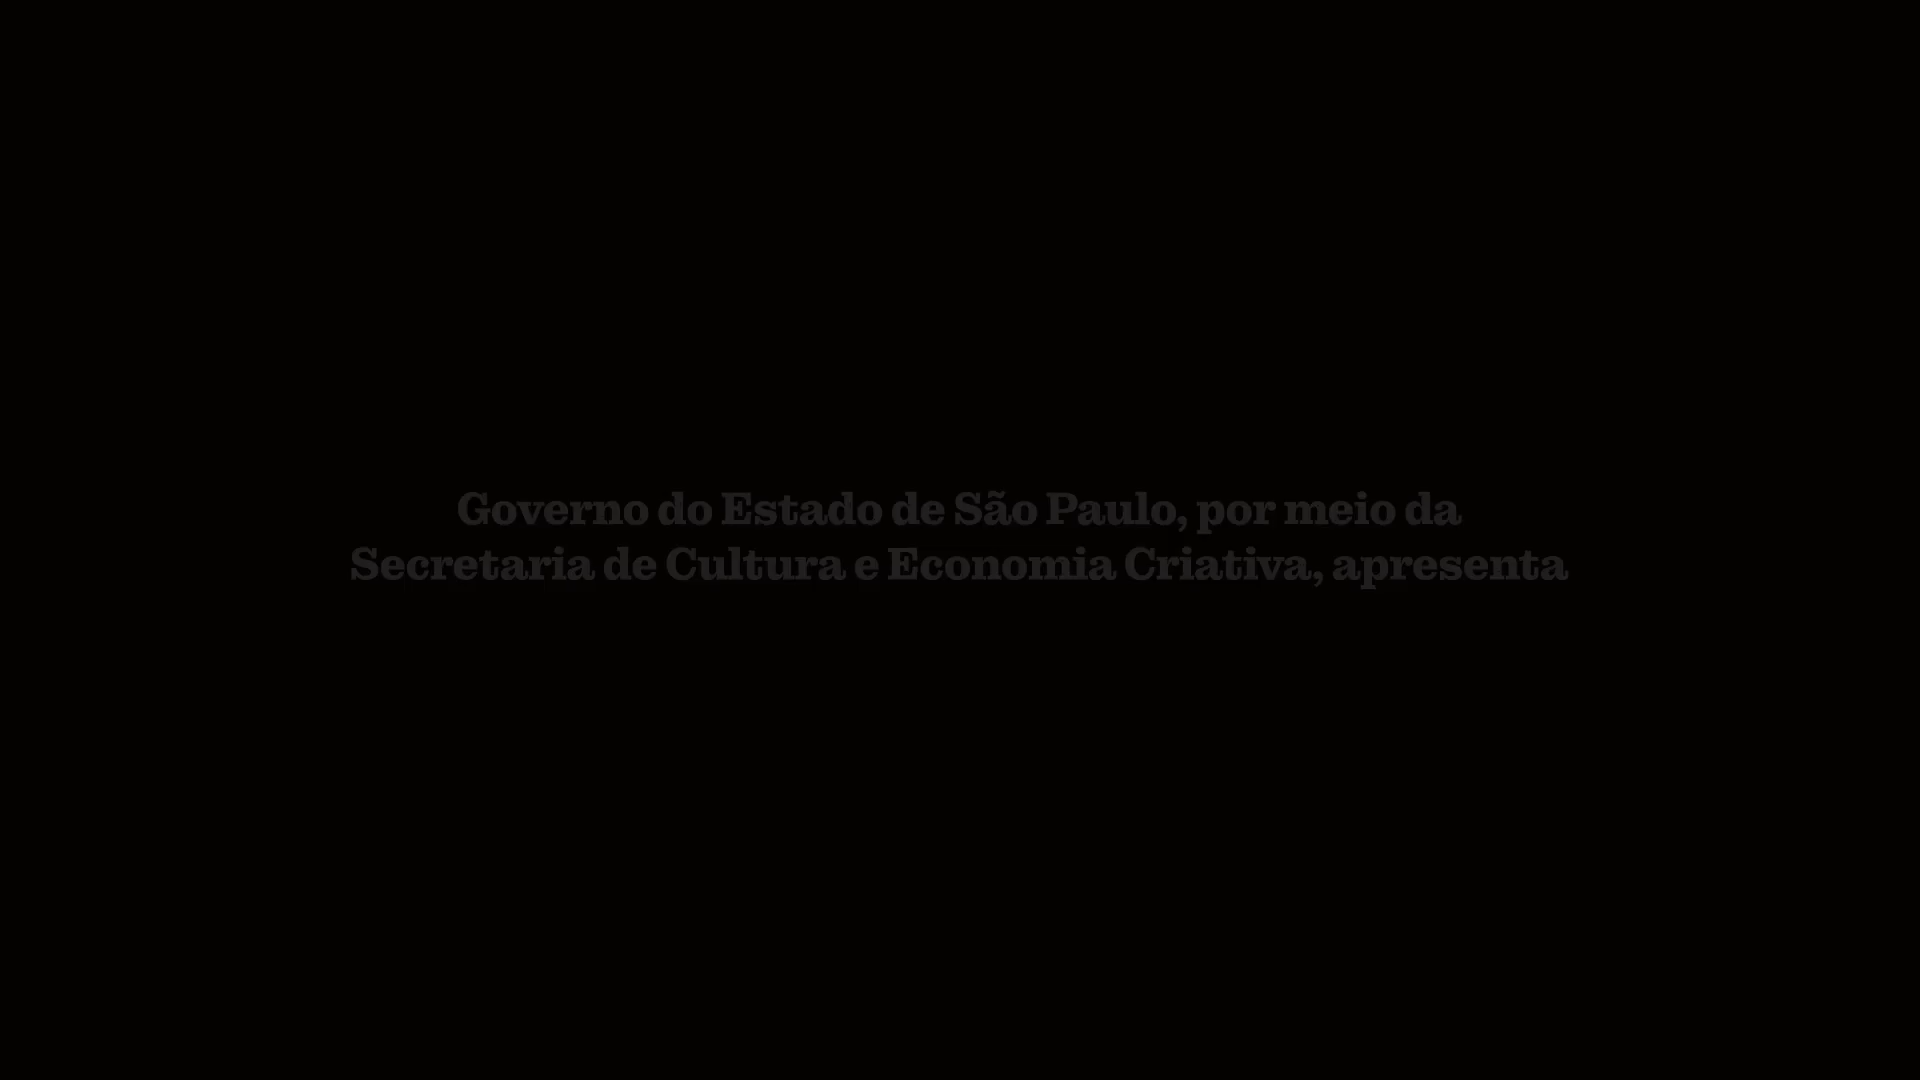 Governo do Estado de São Paulo, por meio da
Secretaria de Cultura e Economia Criativa, apresenta